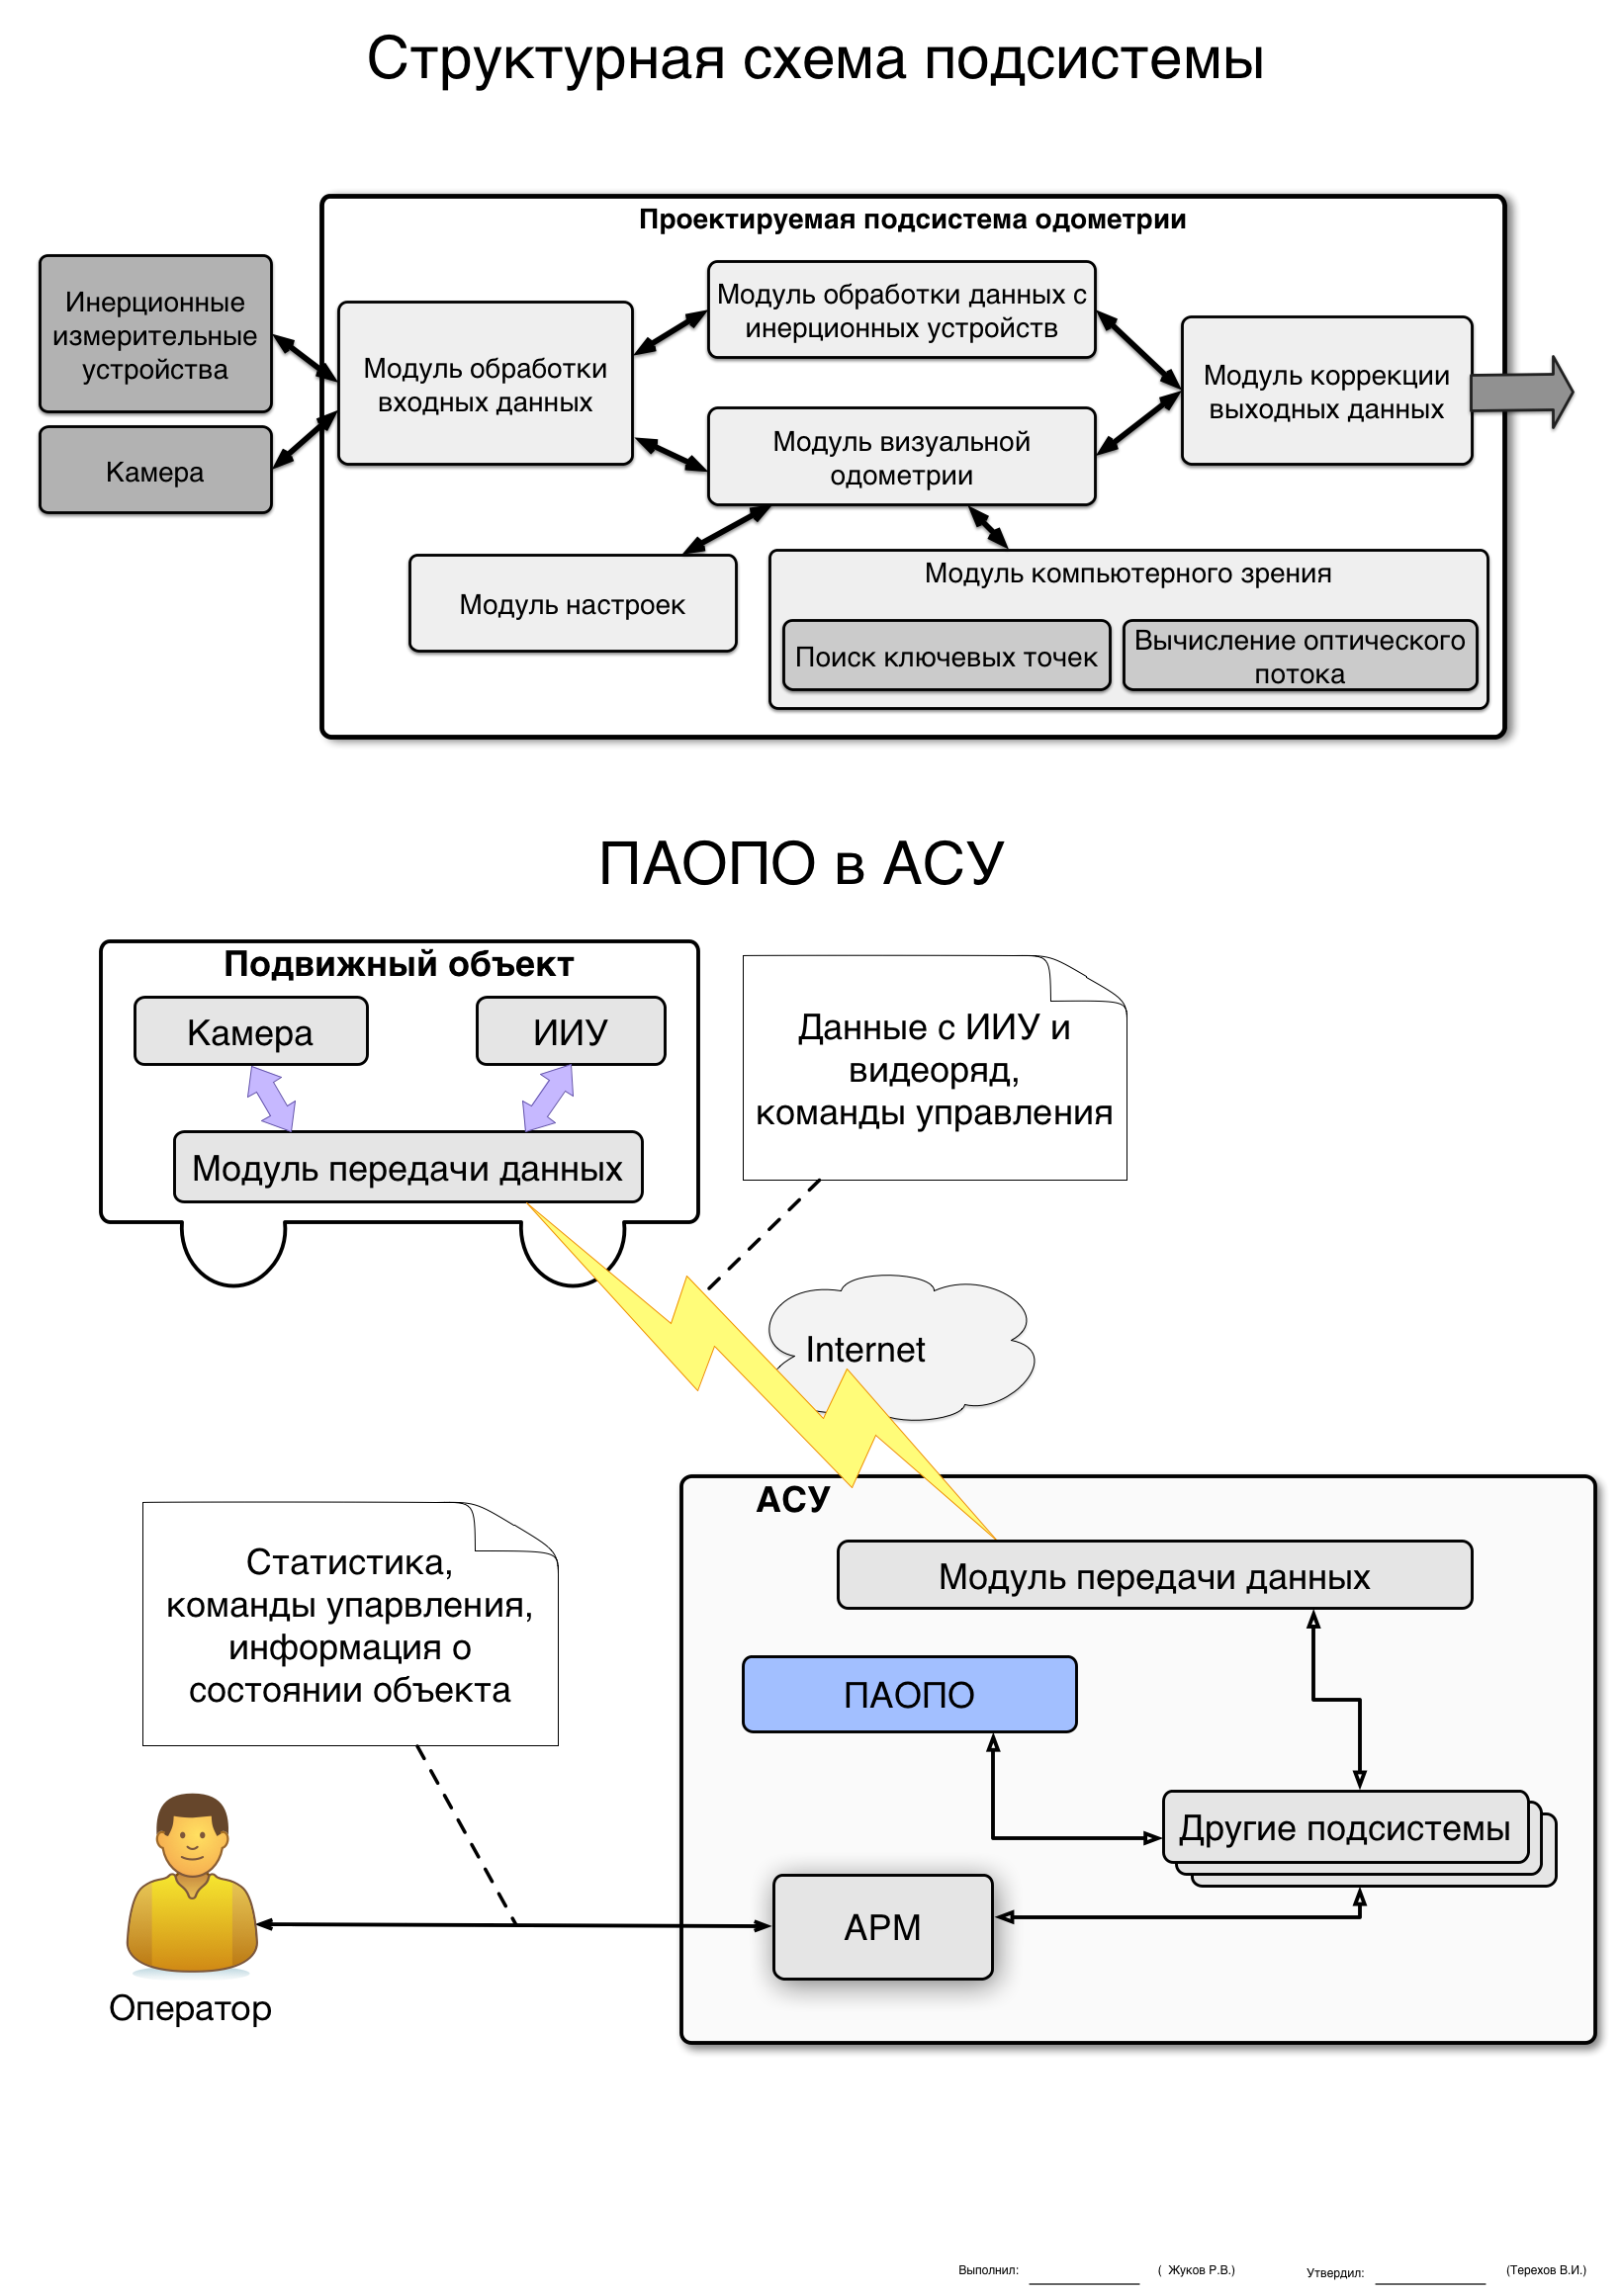 Структурная схема подсистемы
Проектируемая подсистема одометрии
Инерционные
измерительные
устройства
Камера
Модуль обработки
входных данных
Модуль обработки данных с
инерционных устройств
Модуль визуальной
одометрии
Модуль коррекции
выходных данных
Модуль настроек
Модуль компьютерного зрения
Поиск ключевых точек
Вычисление оптического
потока
ПАОПО в АСУ
Подвижный объект
Камера
ИИУ
Модуль передачи данных
Данные с ИИУ и
видеоряд,
команды управления
Internet
АСУ
Модуль передачи данных
Статистика,
команды упарвления,
информация о
состоянии объекта
ПАОПО
Другие подсистемы
АРМ
Оператор
Выполнил: ( Жуков Р.В.) Утвердил: (Терехов В.И.)